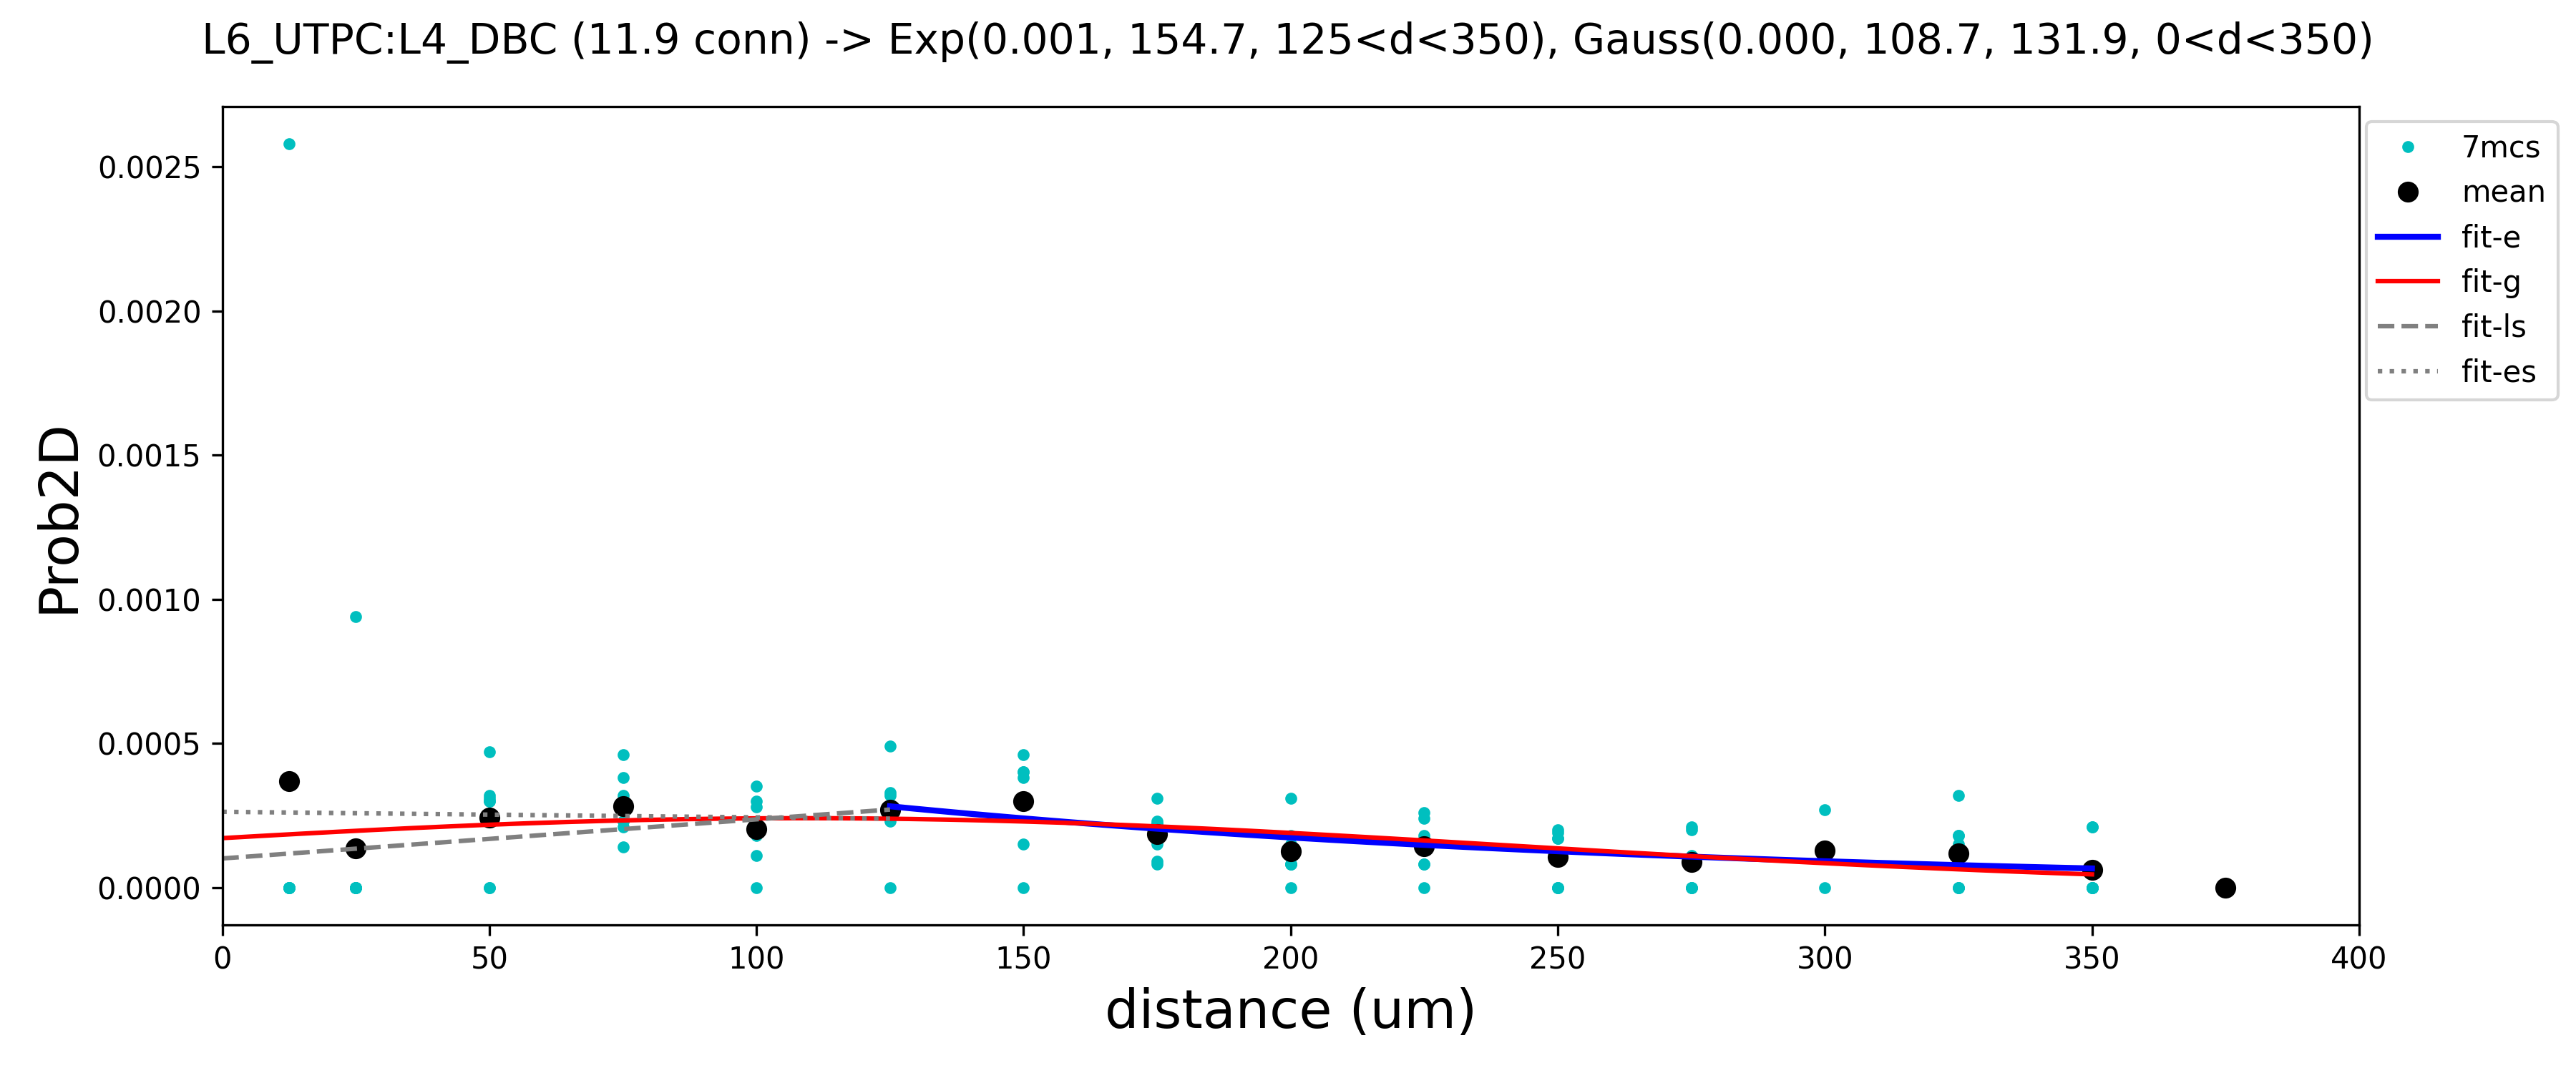 L6_UTPC:L4_DBC (11.9 conn) -> Exp(0.001, 154.7, 125<d<350), Gauss(0.000, 108.7, 131.9, 0<d<350)
0.0025
0.0020
0.0015
0.0010
0.0005
0.0000
Prob2D
0 50 100 150 200 250 300 350 400
distance (um)
7mcs
mean
fit-e
fit-g
fit-ls
fit-es